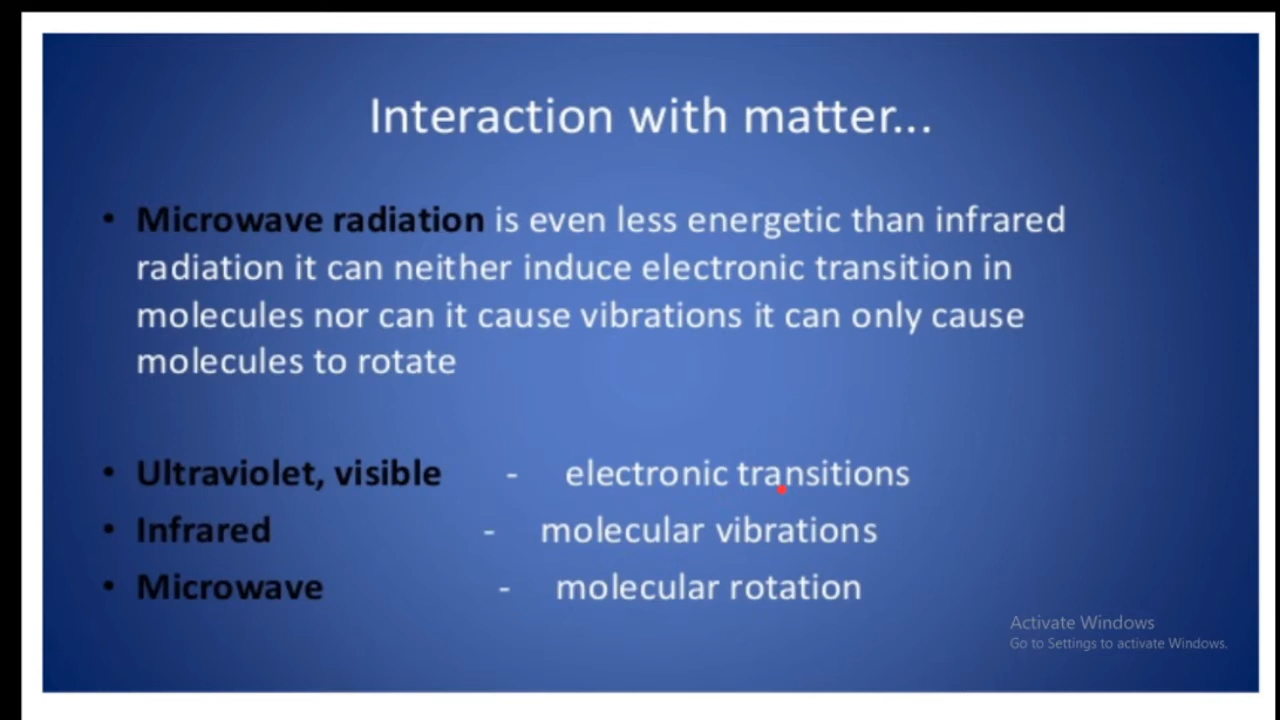 Interaction with matter...
• Microwave radiation is even less energetic than infrared
radiation it can neither induce electronic transition in
molecules nor can it cause vibrations it can only cause
molecules to rotate
• Ultraviolet, visible - electronic transitions
• Infrared - molecular vibrations
• Microwave - molecular rotation
Activate Windows
Go to Settings to activate Windows.